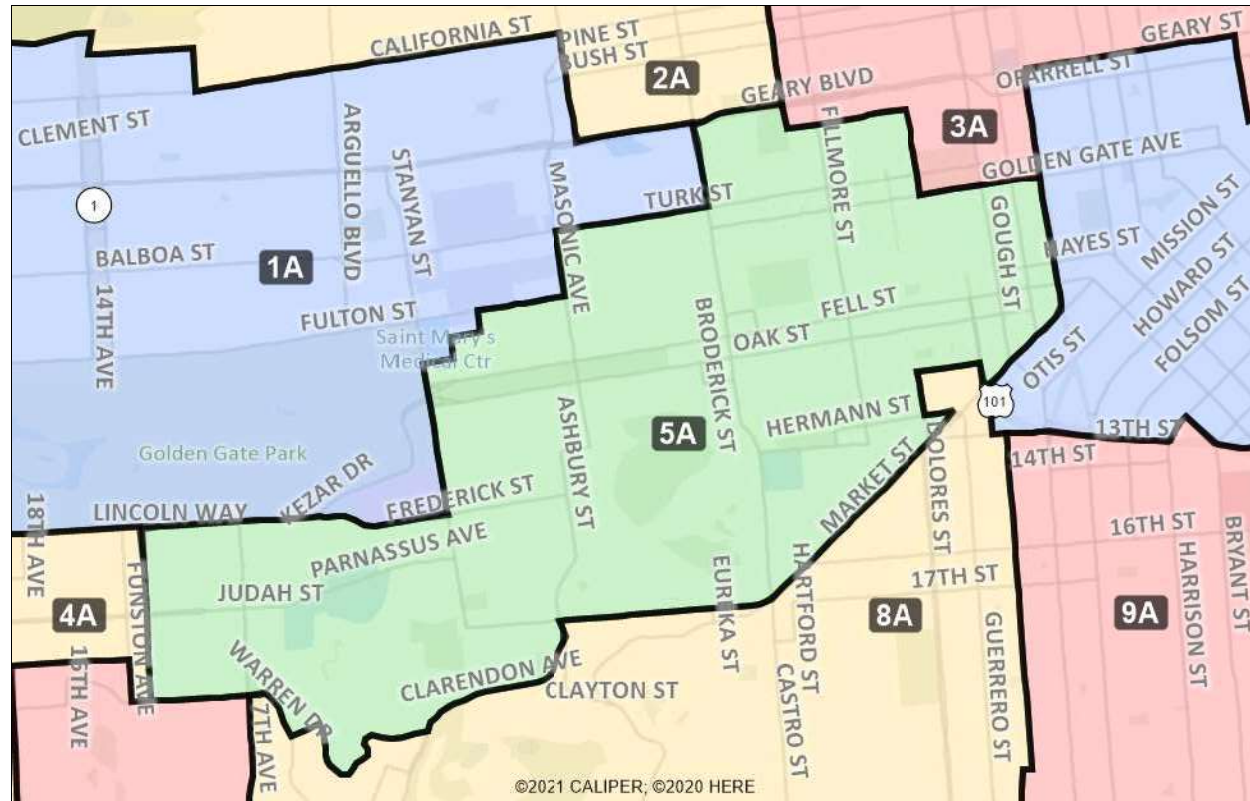 CALIFORNIA ST
PINE ST
BUSH ST
GEARY ST
2A
OFARRELL ST
GEARY BLVD
CLEMENT ST
ARGUELLO BLVD
STANYAN ST
MASONIC AVE
FILLMORE ST
3A
GOLDEN GATE AVE
1
TURK ST
BALBOA ST
1A
GOUGH ST
HAYES ST
MISSION ST
HOWARD ST
FOLSOM ST
14TH AVE
FULTON ST
Saint Mary's
Medical Ctr
BRODERICK ST
FELL ST
OAK ST
OTIS ST
101
ASHBURY ST
5A
HERMANN ST
DOLORES ST
13TH ST
14TH ST
Golden Gate Park
KEZAR DR
MARKET ST
18TH AVE
LINCOLN WAY
FREDERICK ST
16TH ST
BRYANT ST
PARNASSUS AVE
HARTFORD ST
HARRISON ST
FUNSTON AVE
JUDAH ST
EUREKA ST
17TH ST
4A
8A
9A
GUERRERO ST
15TH AVE
WARREN DR
CLARENDON AVE
CLAYTON ST
CASTRO ST
7TH AVE
©2021 CALIPER; ©2020 HERE